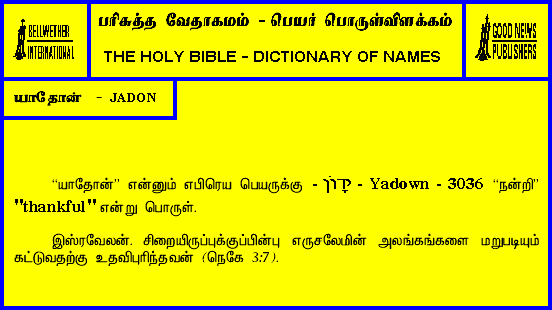 BELLWETHER
INTERNATIONAL
பரிசுத்த வேதாகமம் - பெயர் பொருள்விளக்கம்
THE HOLY BIBLE - DICTIONARY OF NAMES
GOOD NEWS
PUBLISHERS
யாதோன் - JADON
“யாதோன்” என்னும் எபிரெய பெயருக்கு - יָדוֹן - Yadown - 3036 “நன்றி”
"thankful" என்று பொருள்.
இஸ்ரவேலன். சிறையிருப்புக்குப்பின்பு எருசலேமின் அலங்கங்களை மறுபடியும்
கட்டுவதற்கு உதவிபுரிந்தவன் (நெகே 3:7).